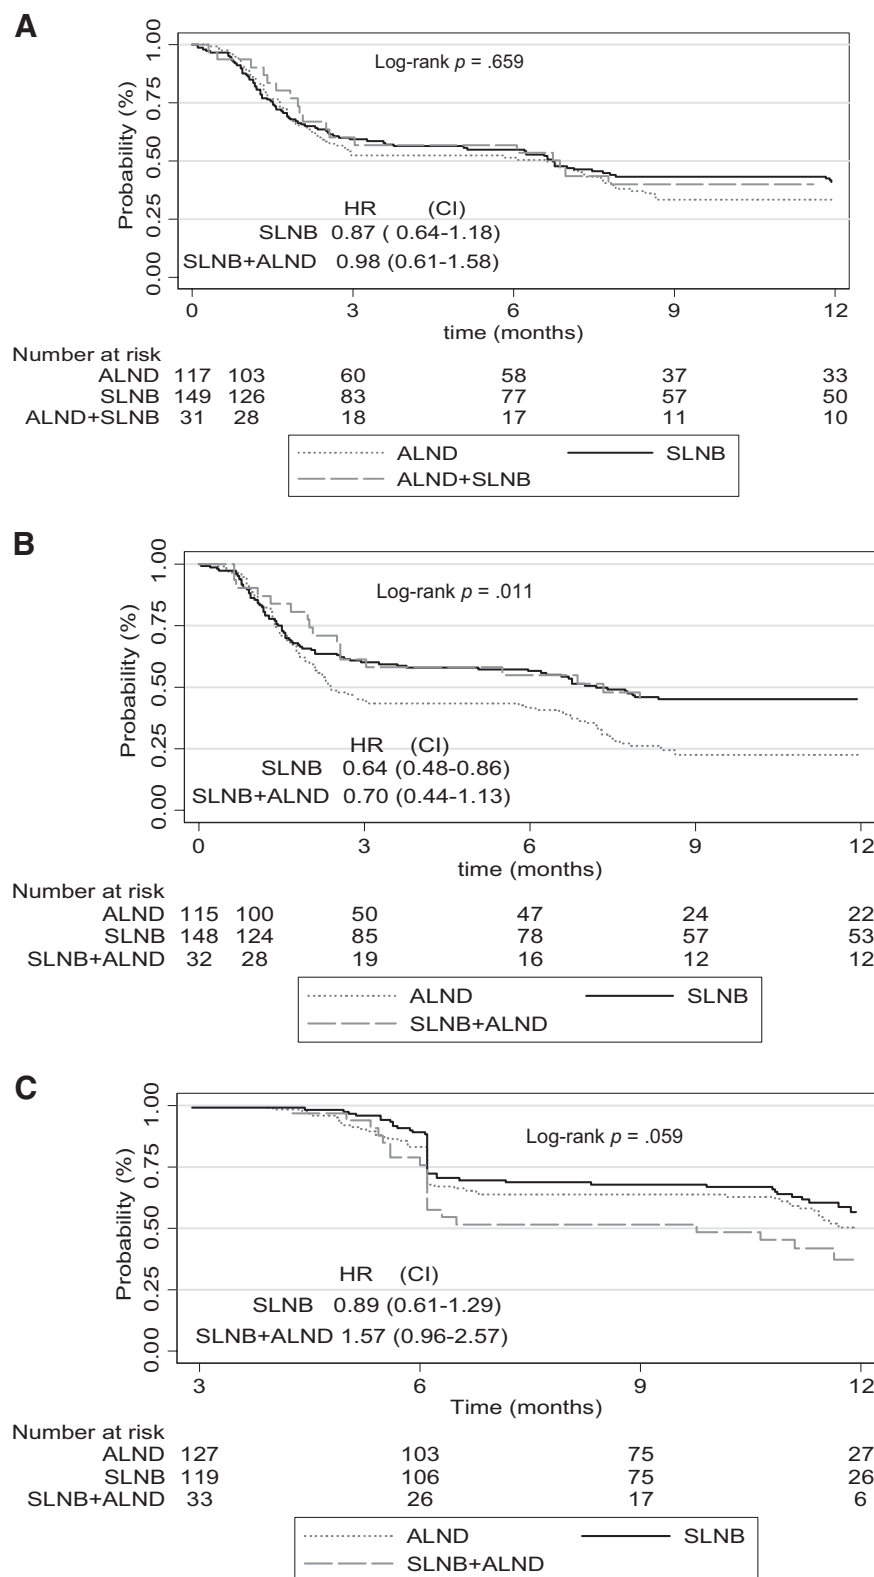 A
Log-rank p = .659
Probability (%)
1.00
0.75
0.50
0.25
0.00
HR (CI)
SLNB 0.87 ( 0.64-1.18)
SLNB+ALND 0.98 (0.61-1.58)
0 3 6 9 12
time (months)
Number at risk
ALND 117 103 60 58 37 33
SLNB 149 126 83 77 57 50
ALND+SLNB 31 28 18 17 11 10
ALND SLNB
ALND+SLNB
B
Log-rank p = .011
Probability (%)
1.00
0.75
0.50
0.25
0.00
HR (CI)
SLNB 0.64 (0.48-0.86)
SLNB+ALND 0.70 (0.44-1.13)
0 3 6 9 12
time (months)
Number at risk
ALND 115 100 50 47 24 22
SLNB 148 124 85 78 57 53
SLNB+ALND 32 28 19 16 12 12
ALND SLNB
SLNB+ALND
C
Log-rank p = .059
Probability (%)
1.00
0.75
0.50
0.25
0.00
HR (CI)
SLNB 0.89 (0.61-1.29)
SLNB+ALND 1.57 (0.96-2.57)
3 6 9 12
Time (months)
Number at risk
ALND 127 103 75 27
SLNB 119 106 75 26
SLNB+ALND 33 26 17 6
ALND SLNB
SLNB+ALND